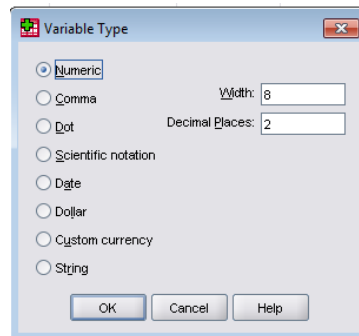 Variable Type
Numeric
Comma
Width: 8
Dot
Decimal Places: 2
Scientific notation
Date
Dollar
Custom currency
String
OK Cancel Help